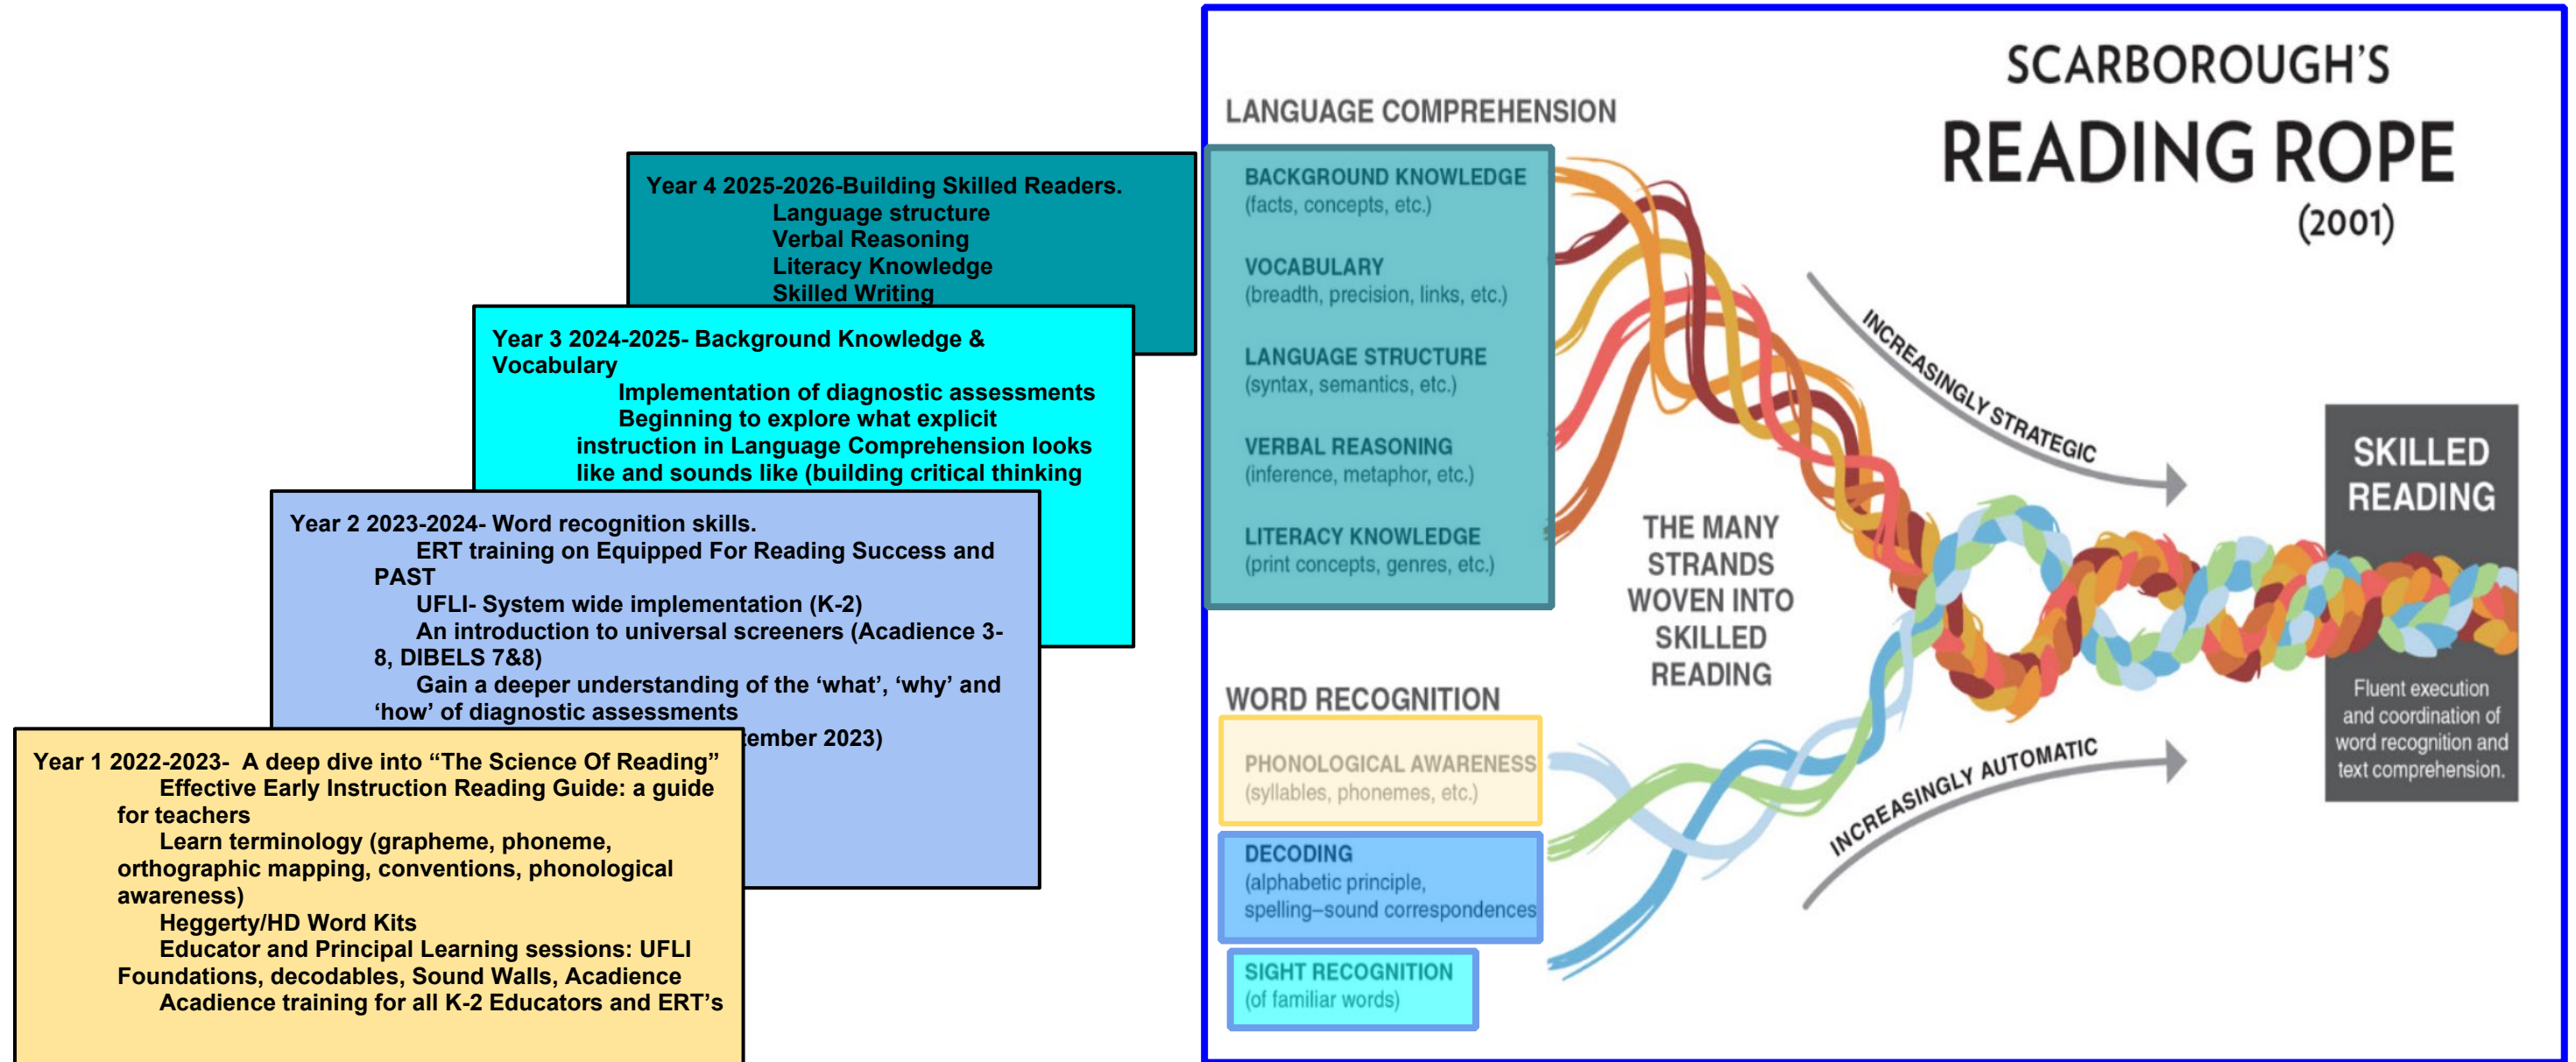 Year 4 2025-2026-Building Skilled Readers.
Language structure
Verbal Reasoning
Literacy Knowledge
Skilled Writing
Year 3 2024-2025- Background Knowledge &
Vocabulary
Implementation of diagnostic assessments
Beginning to explore what explicit
instruction in Language Comprehension looks
like and sounds like (building critical thinking
Year 2 2023-2024- Word recognition skills.
ERT training on Equipped For Reading Success and
PAST
UFLI- System wide implementation (K-2)
An introduction to universal screeners (Acadience 3-
8, DIBELS 7&8)
Gain a deeper understanding of the ‘what’, ‘why’ and
‘how’ of diagnostic assessments
2023)
Year 1 2022-2023- A deep dive into “The Science Of Reading”
Effective Early Instruction Reading Guide: a guide
for teachers
Learn terminology (grapheme, phoneme,
orthographic mapping, conventions, phonological
awareness)
Heggerty/HD Word Kits
Educator and Principal Learning sessions: UFLI
Foundations, decodables, Sound Walls, Acadience
Acadience training for all K-2 Educators and ERT’s
SCARBOROUGH’S
READING ROPE
(2001)
LANGUAGE COMPREHENSION
BACKGROUND KNOWLEDGE
(facts, concepts, etc.)
VOCABULARY
(breadth, precision, links, etc.)
LANGUAGE STRUCTURE
(syntax, semantics, etc.)
VERBAL REASONING
(inference, metaphor, etc.)
LITERACY KNOWLEDGE
(print concepts, genres, etc.)
WORD RECOGNITION
PHONOLOGICAL AWARENESS
(syllables, phonemes, etc.)
DECODING
(alphabetic principle,
spelling–sound correspondences
SIGHT RECOGNITION
(of familiar words)
THE MANY
STRANDS
WOVEN INTO
SKILLED
READING
INCREASINGLY STRATEGIC
INCREASINGLY AUTOMATIC
SKILLED
READING
Fluent execution
and coordination of
word recognition and
text comprehension.